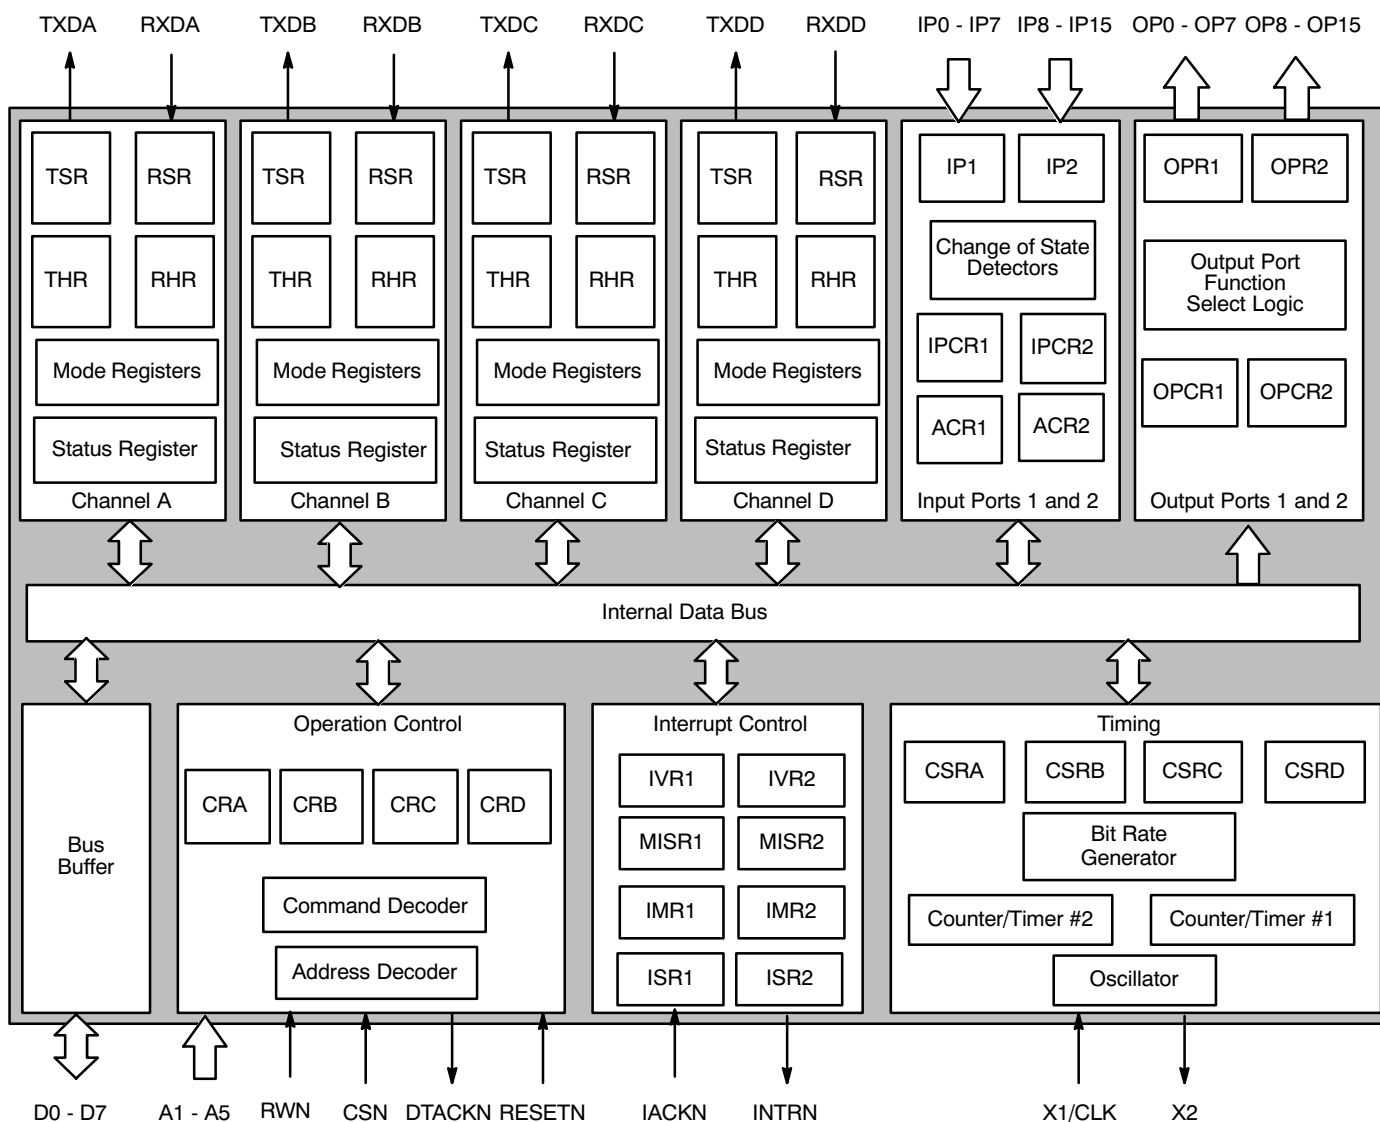 TXDA RXDA TXDB RXDB TXDC RXDC TXDD RXDD IP0 - IP7 IP8 - IP15 OP0 - OP7 OP8 - OP15
TSR RSR TSR RSR TSR RSR TSR RSR IP1 IP2 OPR1 OPR2
THR RHR THR RHR THR RHR THR RHR
Change of State
Detectors
Output Port
Function
Select Logic
Mode Registers Mode Registers Mode Registers Mode Registers IPCR1 IPCR2
OPCR1 OPCR2
Status Register Status Register Status Register Status Register ACR1 ACR2
Channel A Channel B Channel C Channel D Input Ports 1 and 2 Output Ports 1 and 2
Internal Data Bus
Operation Control Interrupt Control Timing
CSRA CSRB CSRC CSRD
IVR1 IVR2
CRA CRB CRC CRD
Bus
Buffer
MISR1 MISR2
Bit Rate
Generator
Command Decoder IMR1 IMR2 Counter/Timer #2 Counter/Timer #1
Address Decoder ISR1 ISR2 Oscillator
D0 - D7 A1 - A5 RWN CSN DTACKN RESETN IACKN INTRN X1/CLK X2